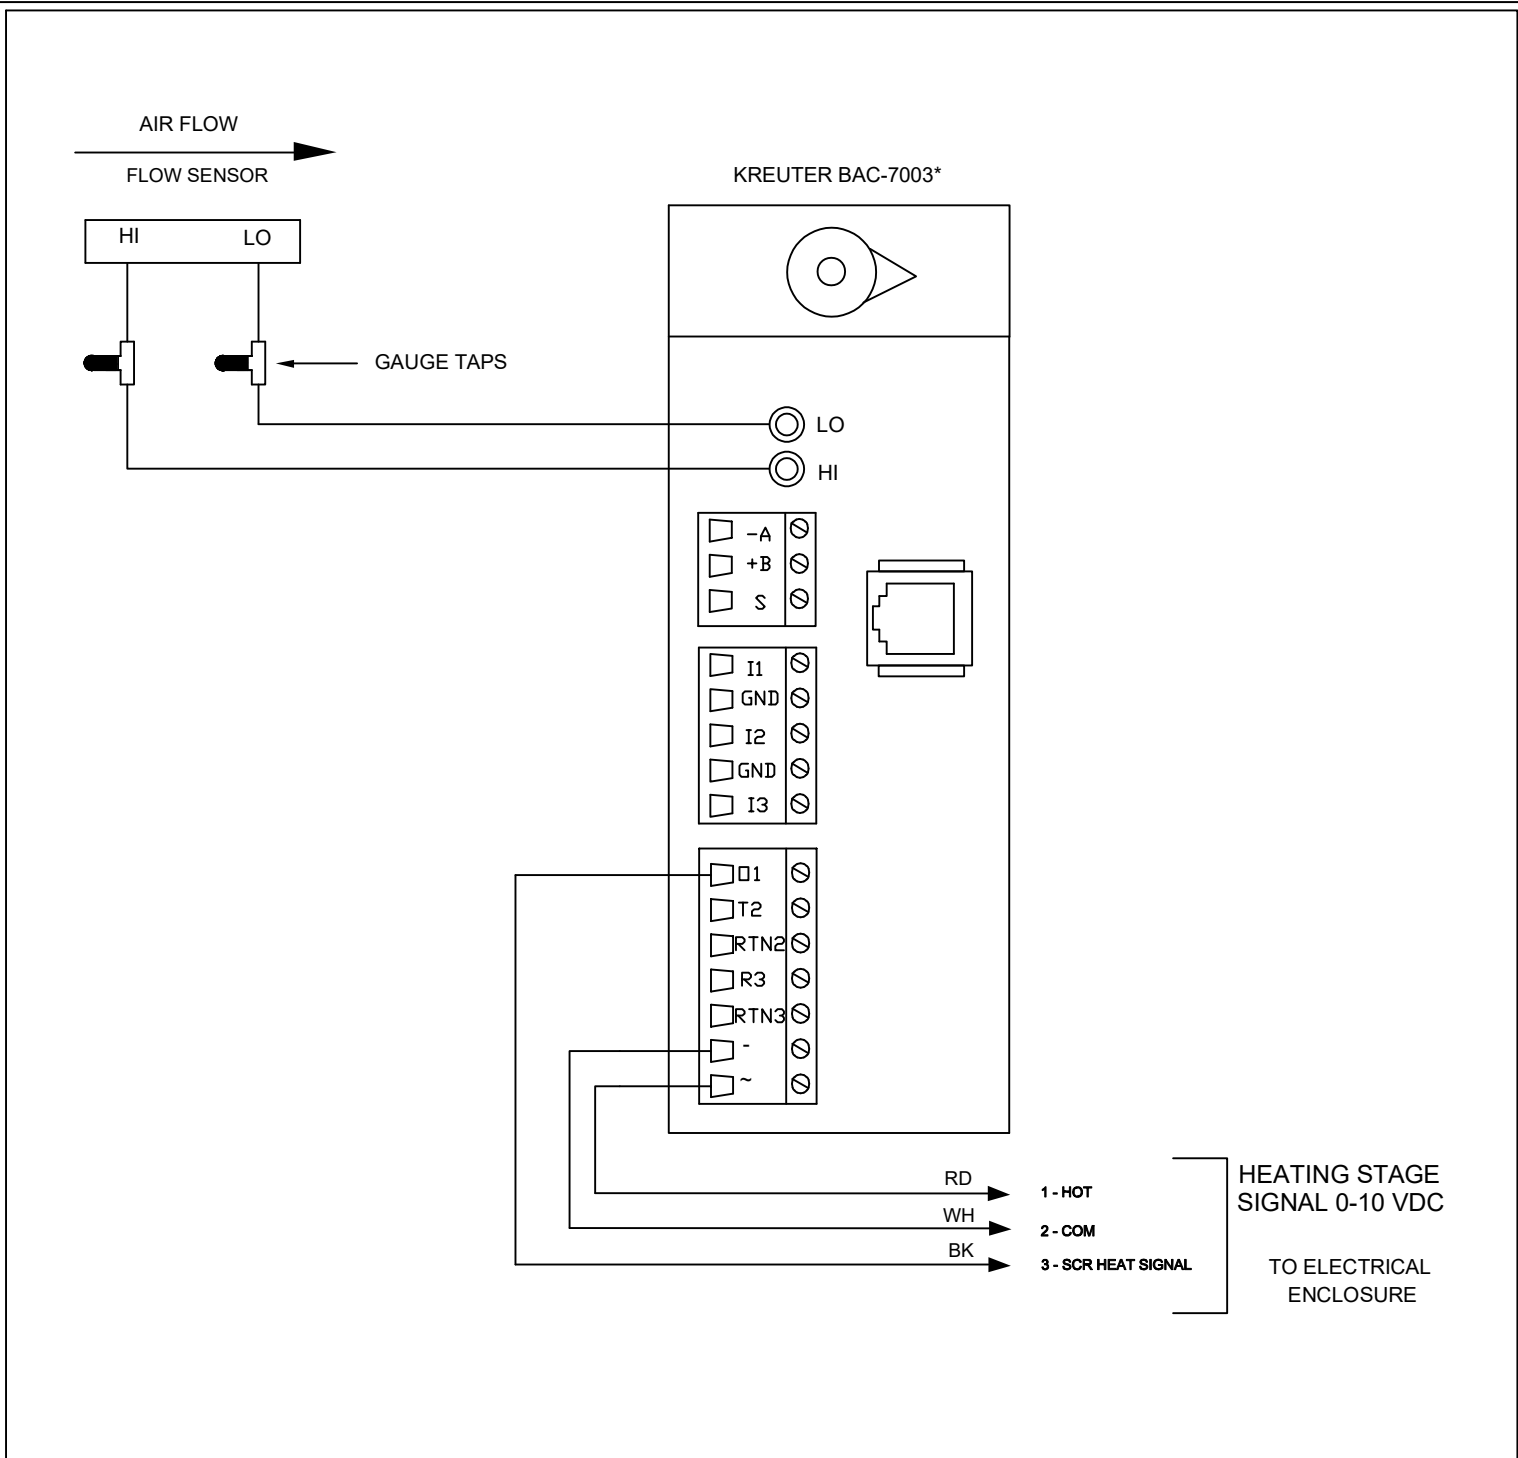 AIR FLOW
FLOW SENSOR
HI LO
GAUGE TAPS
KREUTER BAC-7003*
LO
HI
-A
+B
S
I1
GND
I2
GND
I3
O1
T2
RTN2
R3
RTN3
-
~
RD
WH
BK
1 - HOT
2 - COM
3 - SCR HEAT SIGNAL
HEATING STAGE
SIGNAL 0-10 VDC
TO ELECTRICAL
ENCLOSURE